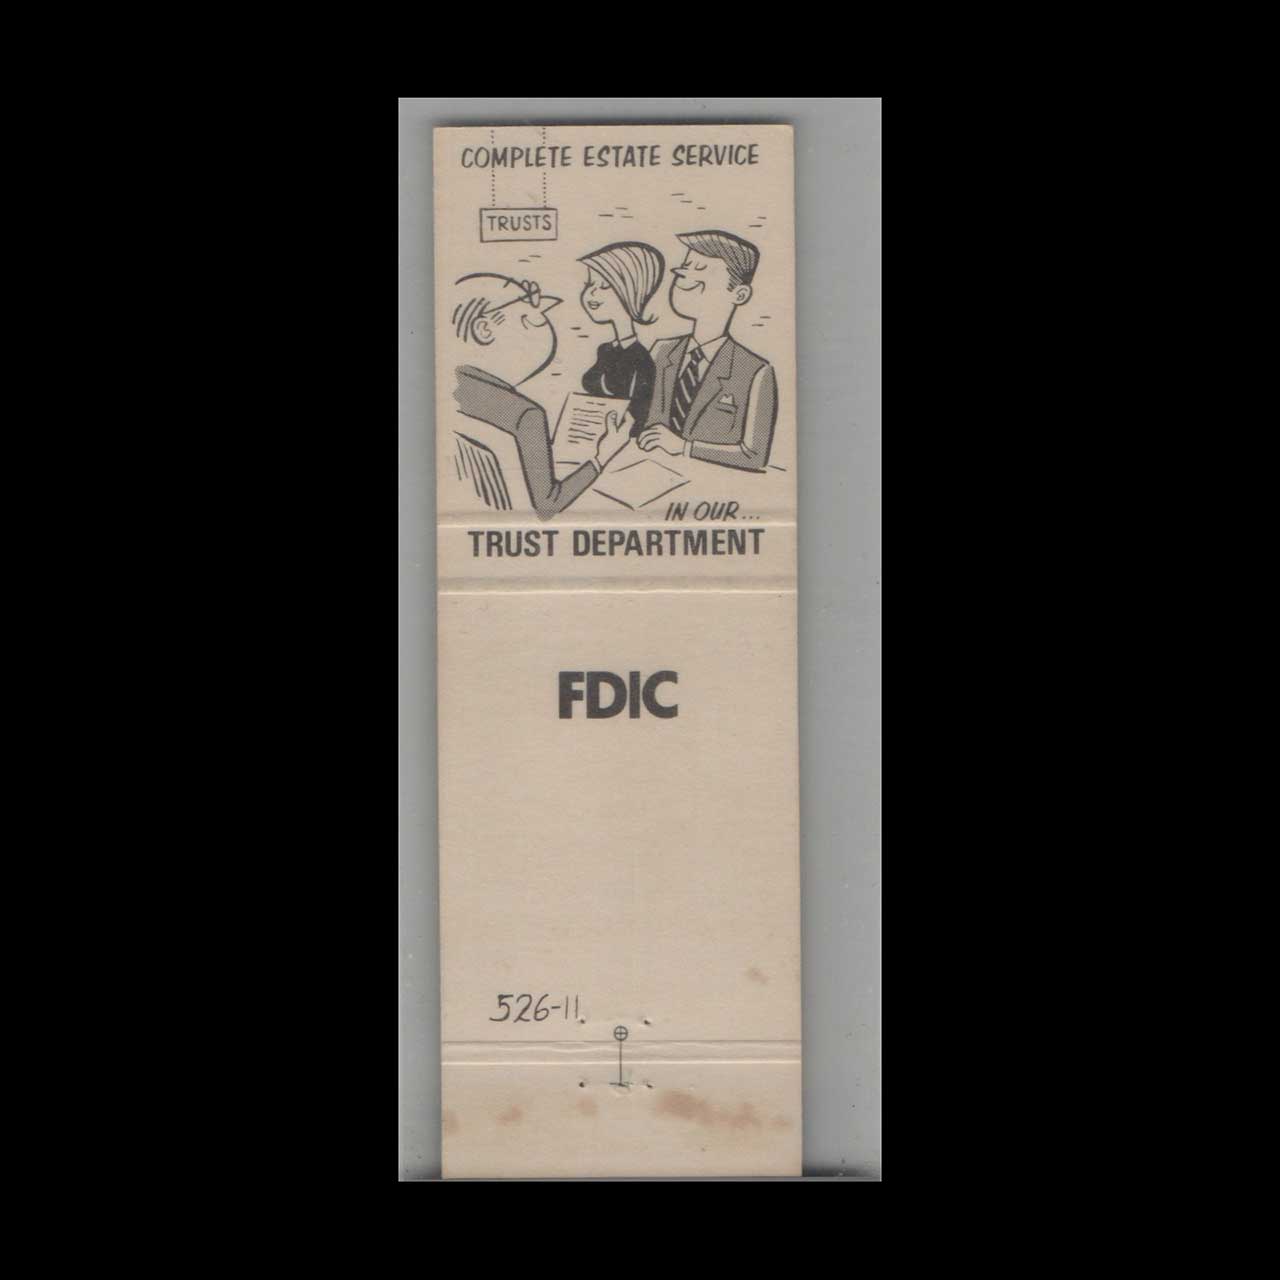 COMPLETE ESTATE SERVICE
TRUSTS
IN OUR...
TRUST DEPARTMENT
FDIC
526-11